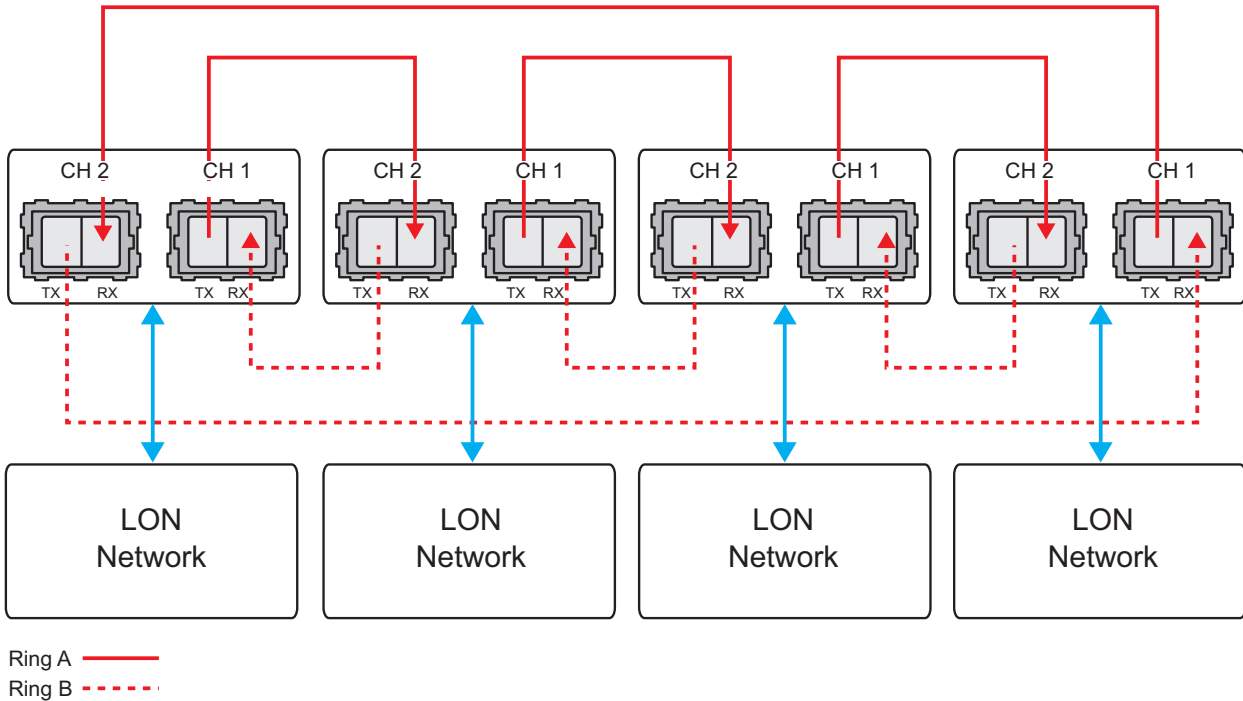 CH 2 CH 1 CH 2 CH 1 CH 2 CH 1 CH 2 CH 1
TX RX TX RX TX RX TX RX TX RX TX RX TX RX TX RX
LON LON LON LON
Network Network Network Network
Ring A
Ring B